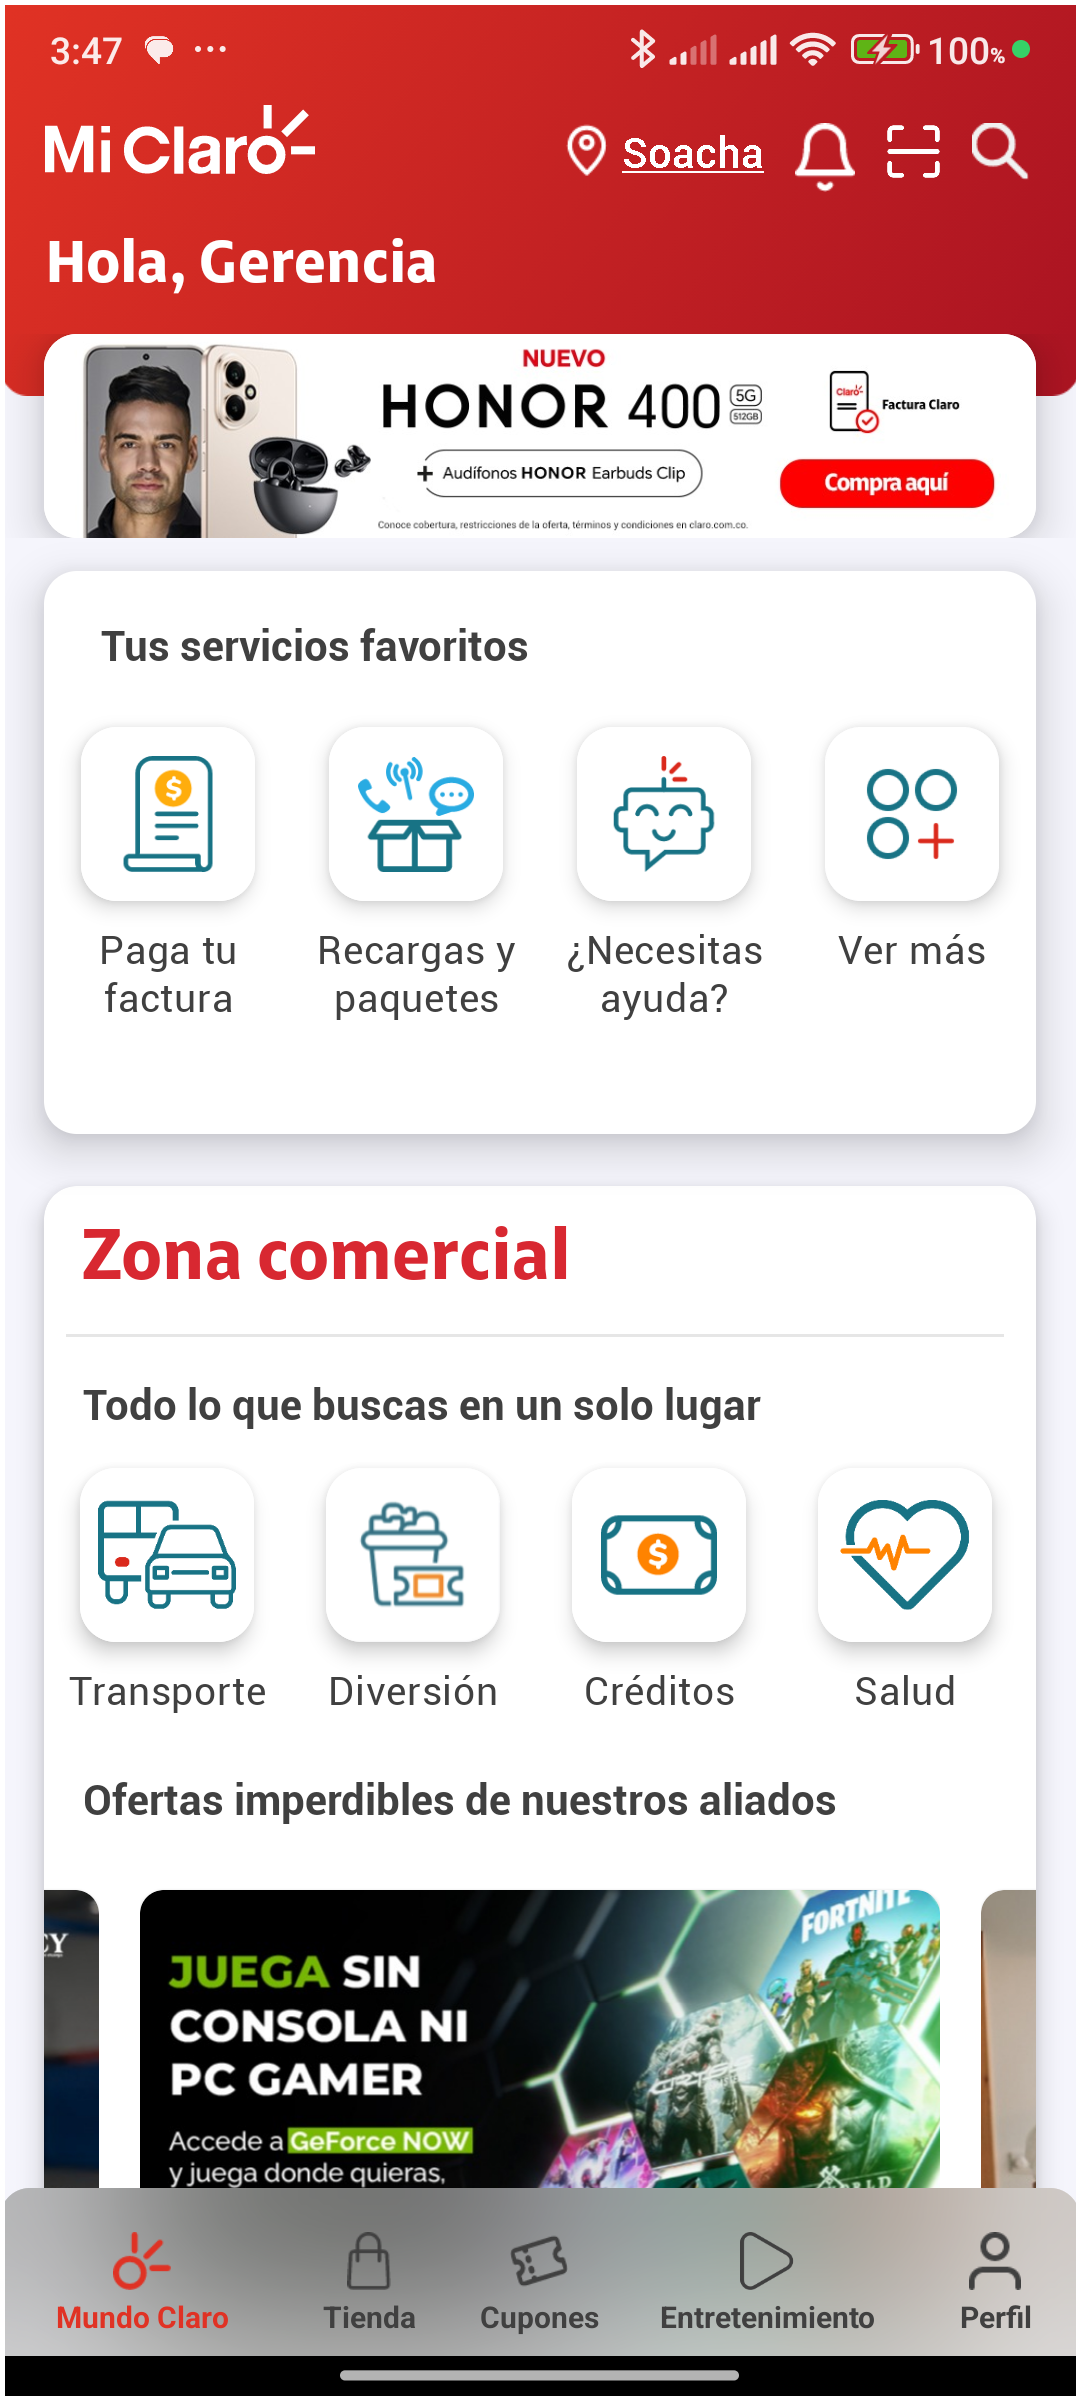 3:47
100%
Mi Claro
Soacha
Hola, Gerencia
NUEVO
HONOR 400 5G 512GB
+ Audífonos HONOR Earbuds Clip
Conoce cobertura, restricciones de la oferta, términos y condiciones en claro.com.co.
Claro
Factura Claro
Compra aquí
Tus servicios favoritos
Paga tu factura
Recargas y paquetes
¿Necesitas ayuda?
Ver más
Zona comercial
Todo lo que buscas en un solo lugar
Transporte
Diversión
Créditos
Salud
Ofertas imperdibles de nuestros aliados
JUEGA SIN
CONSOLA NI
PC GAMER
Accede a GeForce NOW
y juega donde quieras,
FORTNITE
CRYSIS
Mundo Claro
Tienda
Cupones
Entretenimiento
Perfil